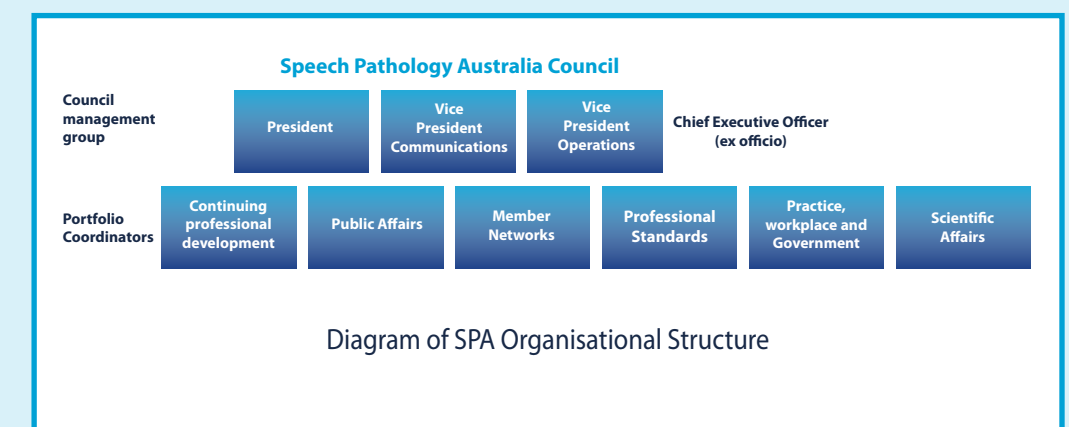 Speech Pathology Australia Council
Council
management
group
President
Vice
President
Communications
Vice
President
Operations
Chief Executive Officer
(ex officio)
Portfolio
Coordinators
Continuing
professional
development
Public Affairs
Member
Networks
Professional
Standards
Practice,
workplace and
Government
Scientific
Affairs
Diagram of SPA Organisational Structure